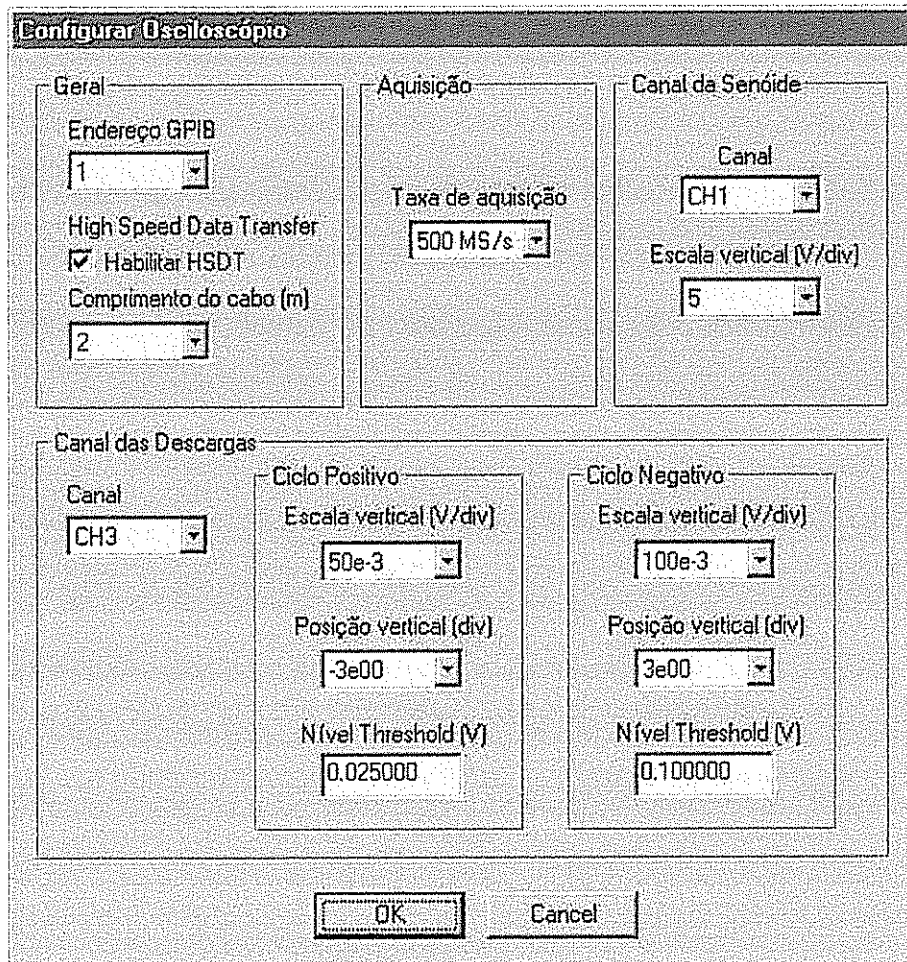 Configurar Osciloscópio
Geral
Endereço GPIB
1
High Speed Data Transfer
Habilitar HSDT
Comprimento do cabo (m)
2
Aquisição
Taxa de aquisição
500 MS/s
Canal da Senóide
Canal
CH1
Escala vertical (V/div)
5
Canal das Descargas
Canal
CH3
Ciclo Positivo
Escala vertical (V/div)
50e-3
Posição vertical (div)
-3e00
Nível Threshold (V)
0.025000
Ciclo Negativo
Escala vertical (V/div)
100e-3
Posição vertical (div)
3e00
Nível Threshold (V)
0.100000
OK
Cancel